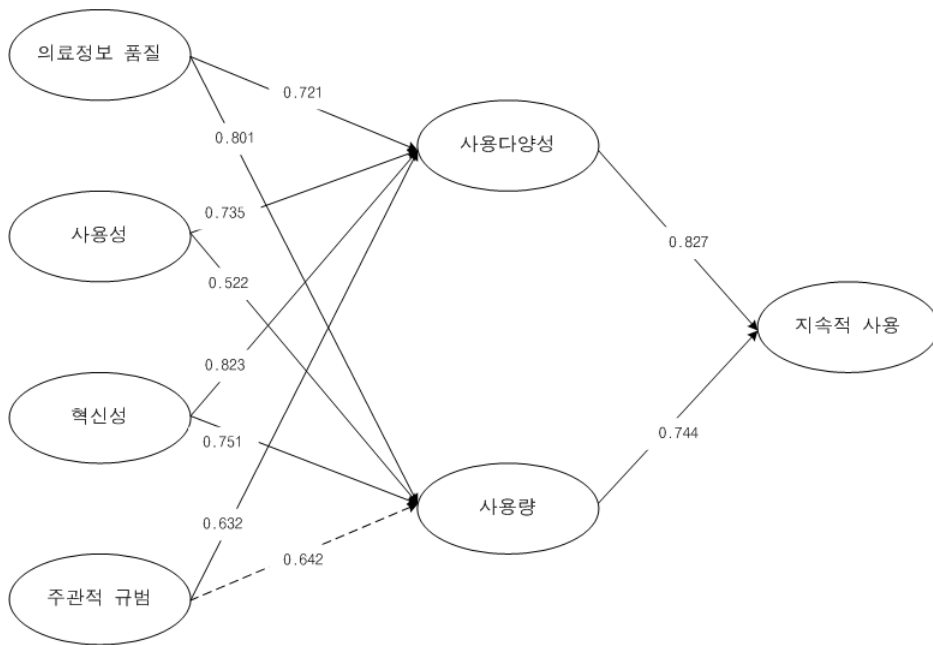 의료정보 품질
0.721
0.801
사용다양성
사용성
0.735
0.827
0.522
지속적 사용
0.823
혁신성
0.751
0.744
사용량
0.632
0.642
주관적 규범